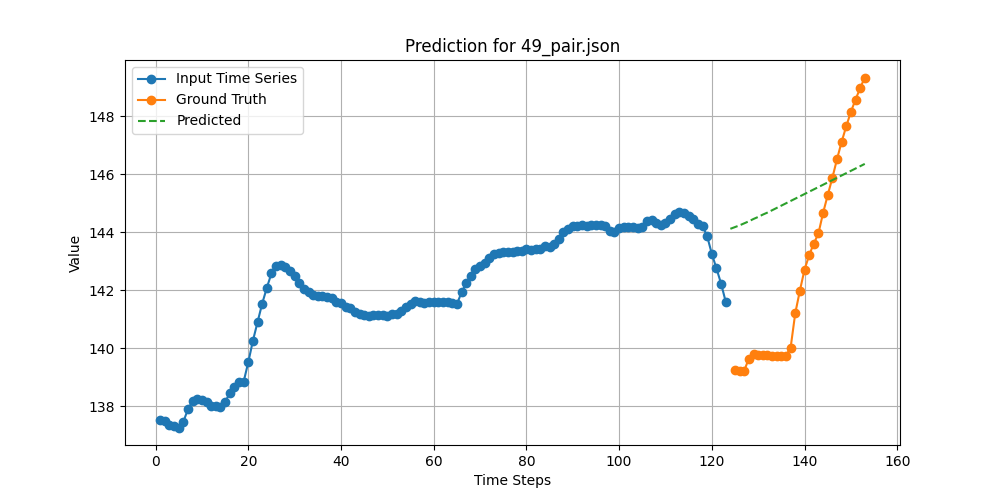 Prediction for 49_pair.json
Input Time Series
Ground Truth
Predicted
Value
148
146
144
142
140
138
0 20 40 60 80 100 120 140 160
Time Steps